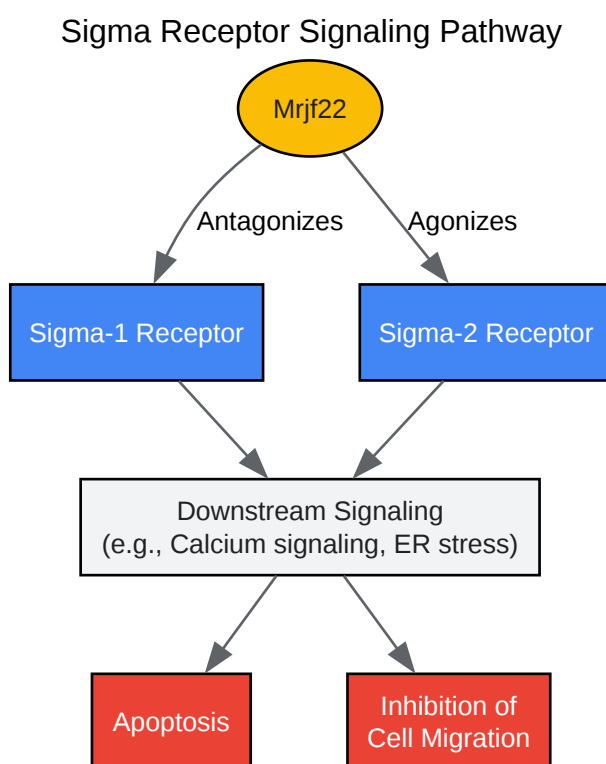 Sigma Receptor Signaling Pathway
Mrjf22
Antagonizes
Agonizes
Sigma-1 Receptor
Sigma-2 Receptor
Downstream Signaling
(e.g., Calcium signaling, ER stress)
Apoptosis
Inhibition of
Cell Migration